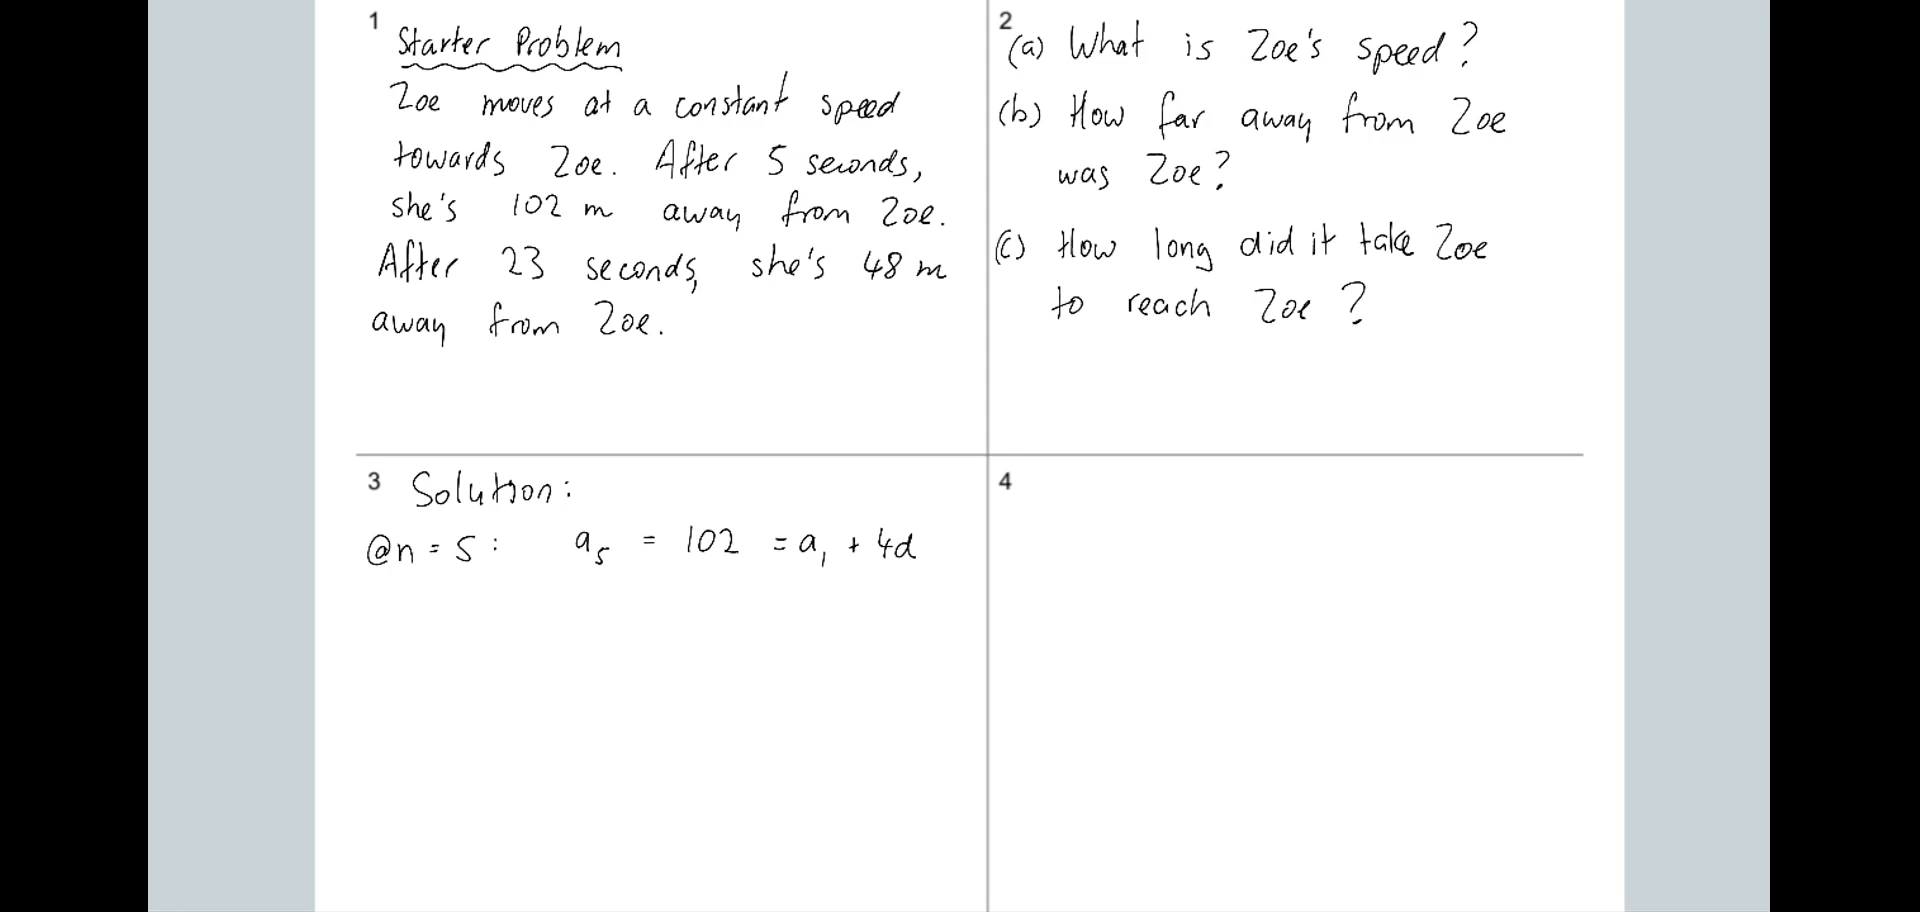 1
Starter Problem
Zoe moves at a constant speed
towards Zoe. After 5 seconds,
she's 102 m away from Zoe.
After 23 seconds, she's 48 m
away from Zoe.
2
(a) What is Zoe's speed?
(b) How far away from Zoe
was Zoe?
(c) How long did it take Zoe
to reach Zoe?
3 Solution:
@n = 5: a₅ = 102 = a₁ + 4d
4